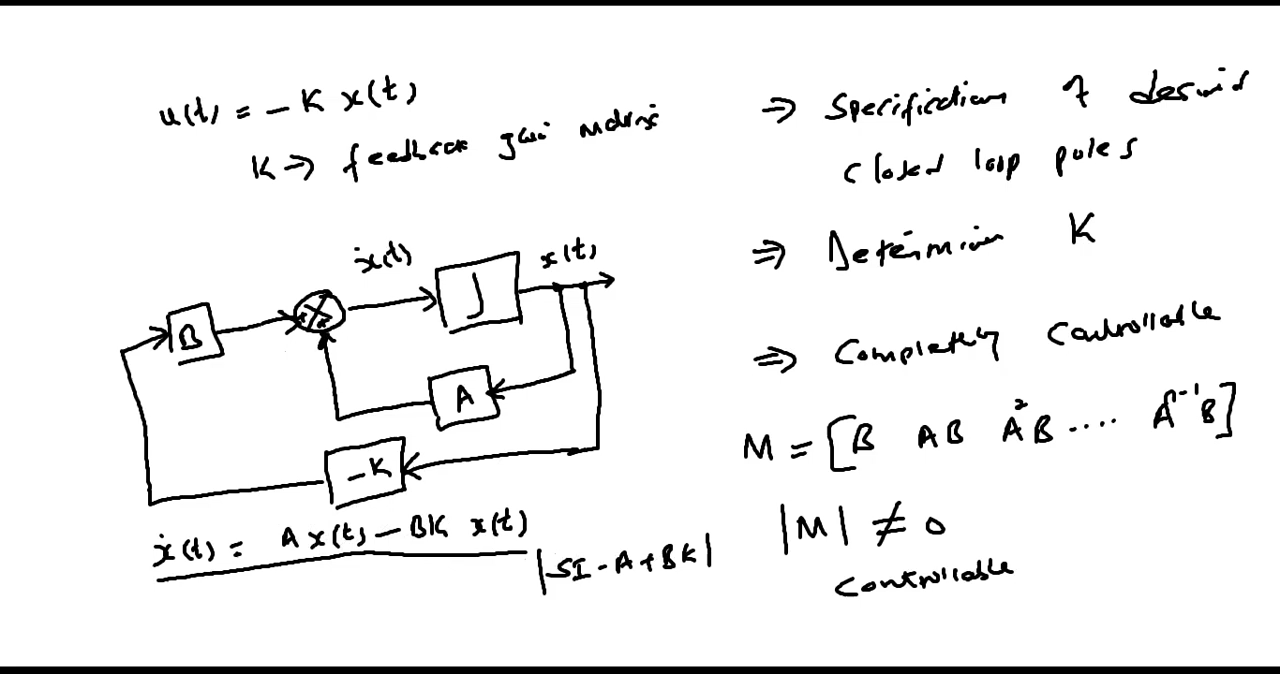 u(t) = - K x(t)
K ⇒ feedback gain matrix
ẋ(t)
∫
x(t)
B
A
-K
ẋ(t) = A x(t) - BK x(t)
|SI - A + BK|
⇒ Specification of desired
closed loop poles
⇒ Determine K
⇒ Completely Controllable
M = [B AB A²B .... Aⁿ⁻¹B]
|M| ≠ 0
Controllable